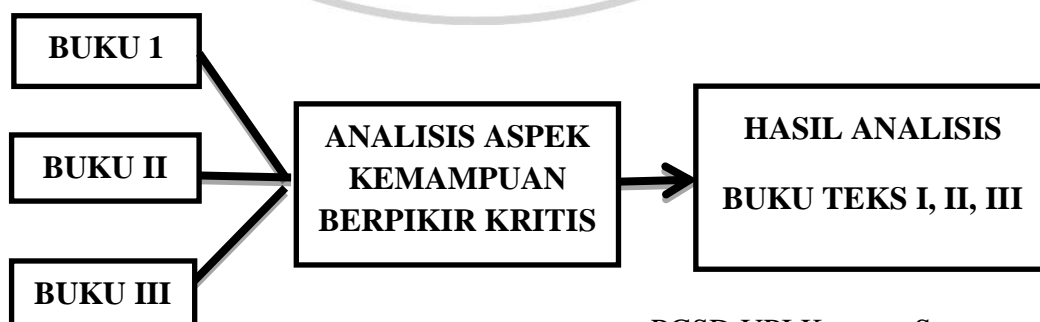 BUKU 1
BUKU II
BUKU III
ANALISIS ASPEK
KEMAMPUAN
BERPIKIR KRITIS
HASIL ANALISIS
BUKU TEKS I, II, III